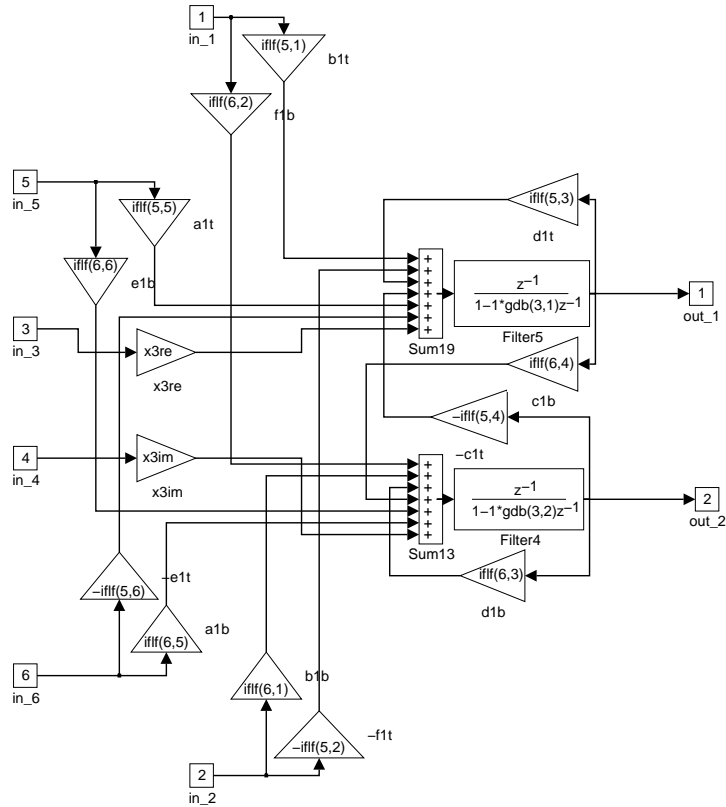 1
in_1
iflf(5,1)
b1t
iflf(6,2)
f1b
5
in_5
iflf(5,5)
a1t
iflf(5,3)
d1t
iflf(6,6)
e1b
+
+
+
+
+
+
+
Sum19
z−1
1−1*gdb(3,1)z−1
Filter5
1
out_1
3
in_3
x3re
x3re
iflf(6,4)
c1b
−iflf(5,4)
−c1t
4
in_4
x3im
x3im
+
+
+
+
+
+
+
Sum13
z−1
1−1*gdb(3,2)z−1
Filter4
2
out_2
iflf(6,3)
d1b
−iflf(5,6)
−e1t
iflf(6,5)
a1b
6
in_6
iflf(6,1)
b1b
−iflf(5,2)
−f1t
2
in_2